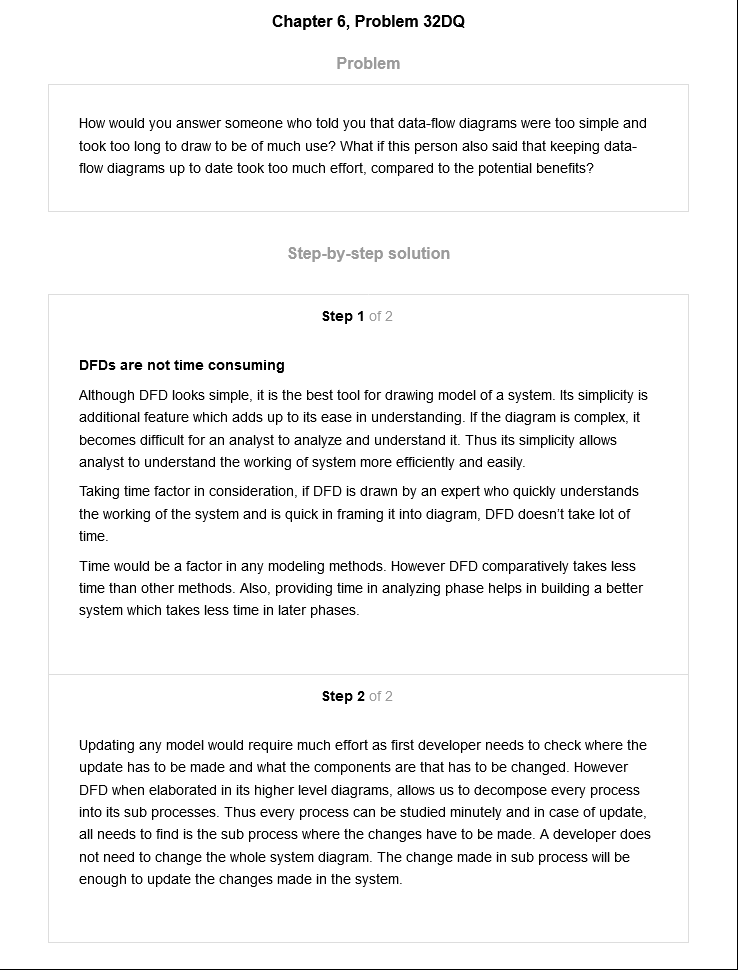 Chapter 6, Problem 32DQ
Problem
How would you answer someone who told you that data-flow diagrams were too simple and
took too long to draw to be of much use? What if this person also said that keeping data-
flow diagrams up to date took too much effort, compared to the potential benefits?
Step-by-step solution
Step 1 of 2
DFDs are not time consuming
Although DFD looks simple, it is the best tool for drawing model of a system. Its simplicity is
additional feature which adds up to its ease in understanding. If the diagram is complex, it
becomes difficult for an analyst to analyze and understand it. Thus its simplicity allows
analyst to understand the working of system more efficiently and easily.
Taking time factor in consideration, if DFD is drawn by an expert who quickly understands
the working of the system and is quick in framing it into diagram, DFD doesn't take lot of
time.
Time would be a factor in any modeling methods. However DFD comparatively takes less
time than other methods. Also, providing time in analyzing phase helps in building a better
system which takes less time in later phases.
Step 2 of 2
Updating any model would require much effort as first developer needs to check where the
update has to be made and what the components are that has to be changed. However
DFD when elaborated in its higher level diagrams, allows us to decompose every process
into its sub processes. Thus every process can be studied minutely and in case of update,
all needs to find is the sub process where the changes have to be made. A developer does
not need to change the whole system diagram. The change made in sub process will be
enough to update the changes made in the system.